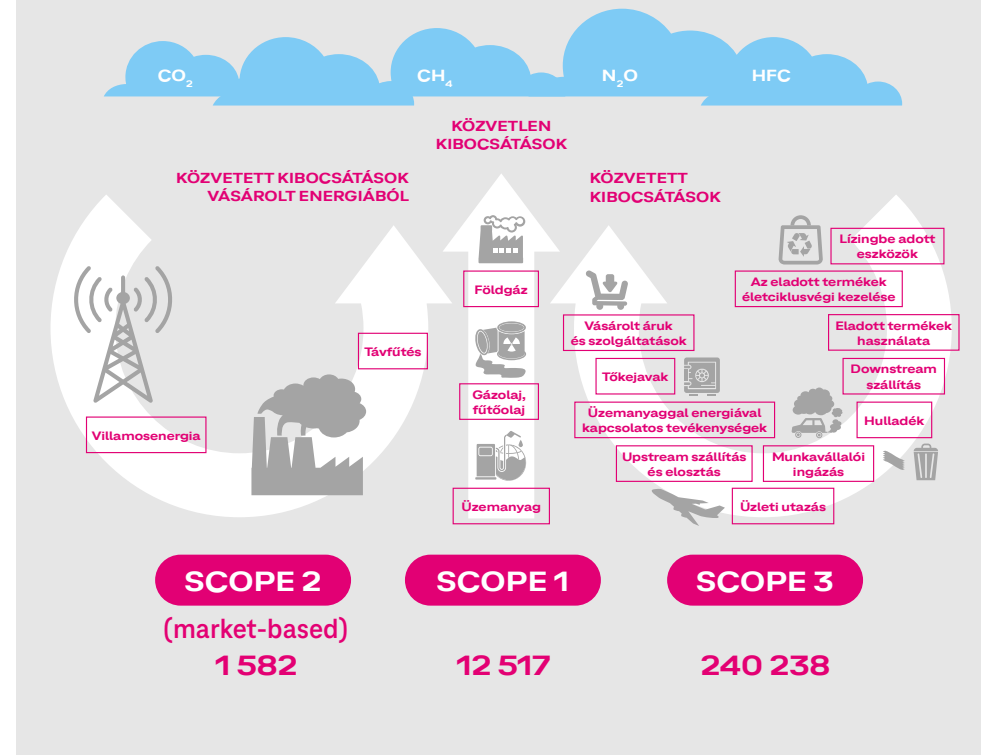 CO₂
CH₄
N₂O
HFC
KÖZVETLEN
KIBOCSÁTÁSOK
KÖZVETETT KIBOCSÁTÁSOK
VÁSÁROLT ENERGIÁBÓL
KÖZVETETT
KIBOCSÁTÁSOK
Villamosenergia
Távfűtés
Földgáz
Gázolaj,
fűtőolaj
Üzemanyag
Vásárolt áruk
és szolgáltatások
Tőkejavak
Üzemanyaggal energiával
kapcsolatos tevékenységek
Upstream szállítás
és elosztás
Munkavállalói
ingázás
Üzleti utazás
Lízingbe adott
eszközök
Az eladott termékek
életciklusvégi kezelése
Eladott termékek
használata
Downstream
szállítás
Hulladék
SCOPE 2
(market-based)
1 582
SCOPE 1
12 517
SCOPE 3
240 238